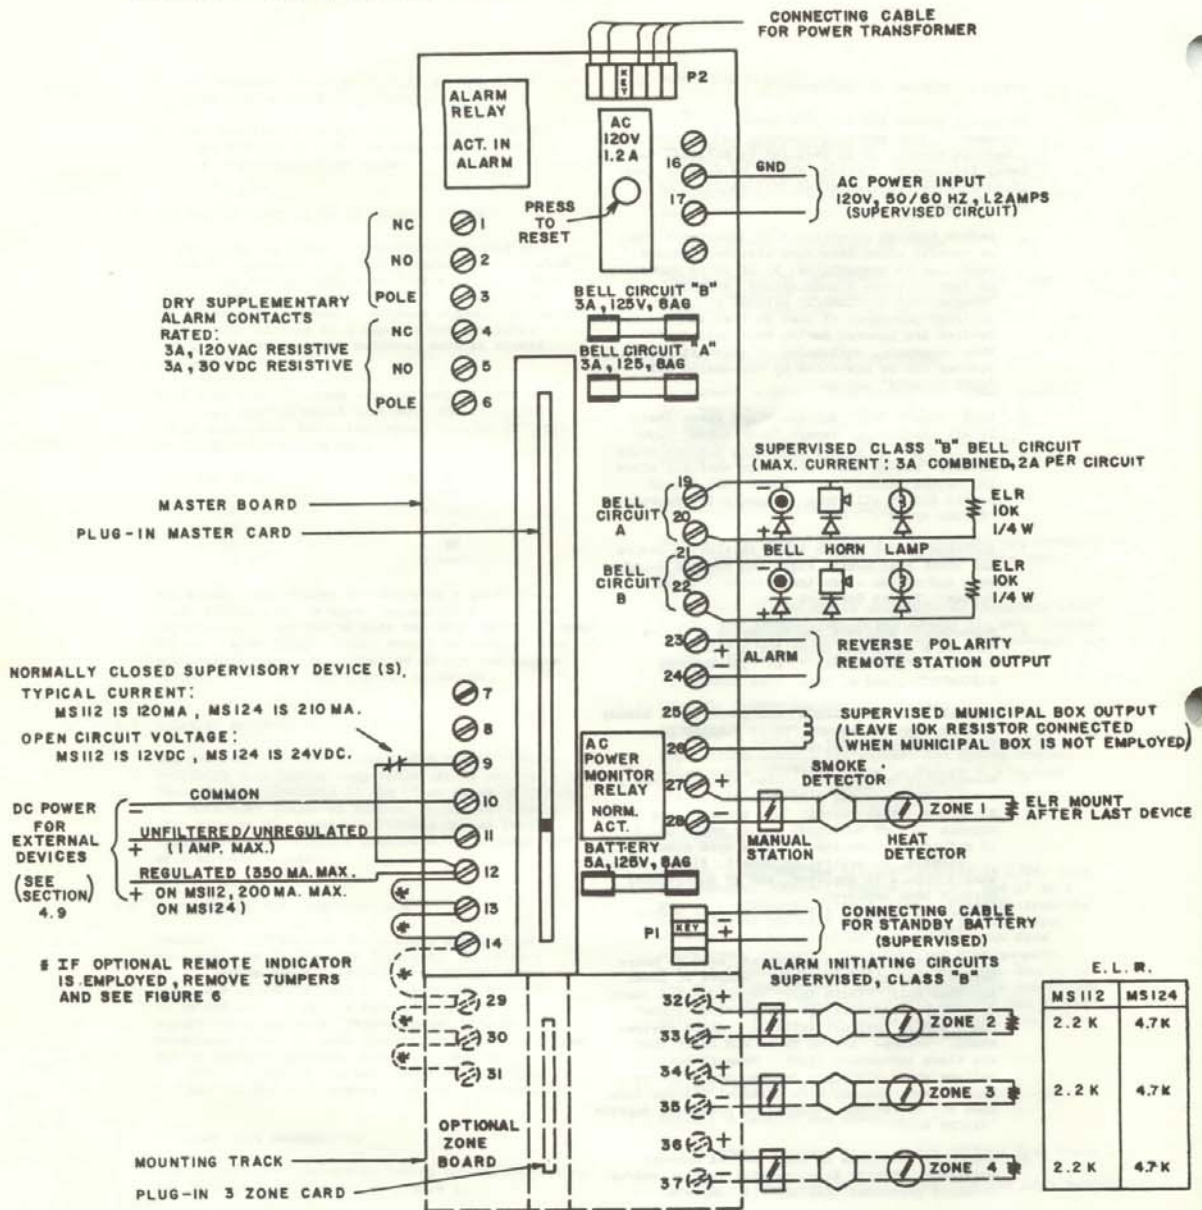 CONNECTING CABLE
FOR POWER TRANSFORMER
KEY
P2
ALARM
RELAY
ACT. IN
ALARM
AC
120V
1.2 A
PRESS
TO
RESET
16
GND
17
AC POWER INPUT
120V, 50/60 HZ, 1.2AMPS
(SUPERVISED CIRCUIT)
NC
1
NO
2
POLE
3
DRY SUPPLEMENTARY
ALARM CONTACTS
RATED:
3A, 120 VAC RESISTIVE
3A, 30 VDC RESISTIVE
NC
4
NO
5
POLE
6
BELL CIRCUIT "B"
3A, 125V, 8AG
BELL CIRCUIT "A"
3A, 125, 8AG
MASTER BOARD
PLUG-IN MASTER CARD
SUPERVISED CLASS "B" BELL CIRCUIT
(MAX. CURRENT: 3A COMBINED, 2A PER CIRCUIT
BELL
CIRCUIT
A
19
20
-
+
ELR
10K
1/4 W
BELL HORN LAMP
BELL
CIRCUIT
B
21
22
-
+
ELR
10K
1/4 W
23
+
ALARM
24
-
REVERSE POLARITY
REMOTE STATION OUTPUT
25
26
SUPERVISED MUNICIPAL BOX OUTPUT
(LEAVE 10K RESISTOR CONNECTED
WHEN MUNICIPAL BOX IS NOT EMPLOYED)
NORMALLY CLOSED SUPERVISORY DEVICE (S).
TYPICAL CURRENT:
MS112 IS 120MA, MS124 IS 210 MA.
OPEN CIRCUIT VOLTAGE:
MS112 IS 12VDC, MS124 IS 24VDC.
7
8
9
10
11
12
13
14
DC POWER
FOR
EXTERNAL
DEVICES
(SEE
SECTION)
4.9
-
COMMON
UNFILTERED/UNREGULATED
+
(1 AMP. MAX.)
REGULATED (350 MA. MAX.
+ ON MS112, 200 MA. MAX.
ON MS124)
* IF OPTIONAL REMOTE INDICATOR
IS EMPLOYED, REMOVE JUMPERS
AND SEE FIGURE 6
AC
POWER
MONITOR
RELAY
NORM.
ACT.
BATTERY
5A, 125V, 8AG
27
+
28
-
MANUAL
STATION
SMOKE
DETECTOR
HEAT
DETECTOR
ZONE 1
ELR MOUNT
AFTER LAST DEVICE
P1
KEY
-
+
CONNECTING CABLE
FOR STANDBY BATTERY
(SUPERVISED)
ALARM INITIATING CIRCUITS
SUPERVISED, CLASS "B"
*
*
*
*
*
29
30
31
32
+
33
-
ZONE 2
34
+
35
-
ZONE 3
36
+
37
-
ZONE 4
OPTIONAL
ZONE
BOARD
MOUNTING TRACK
PLUG-IN 3 ZONE CARD
E. L. R.
MS112 MS124
2.2 K 4.7 K
2.2 K 4.7 K
2.2 K 4.7 K